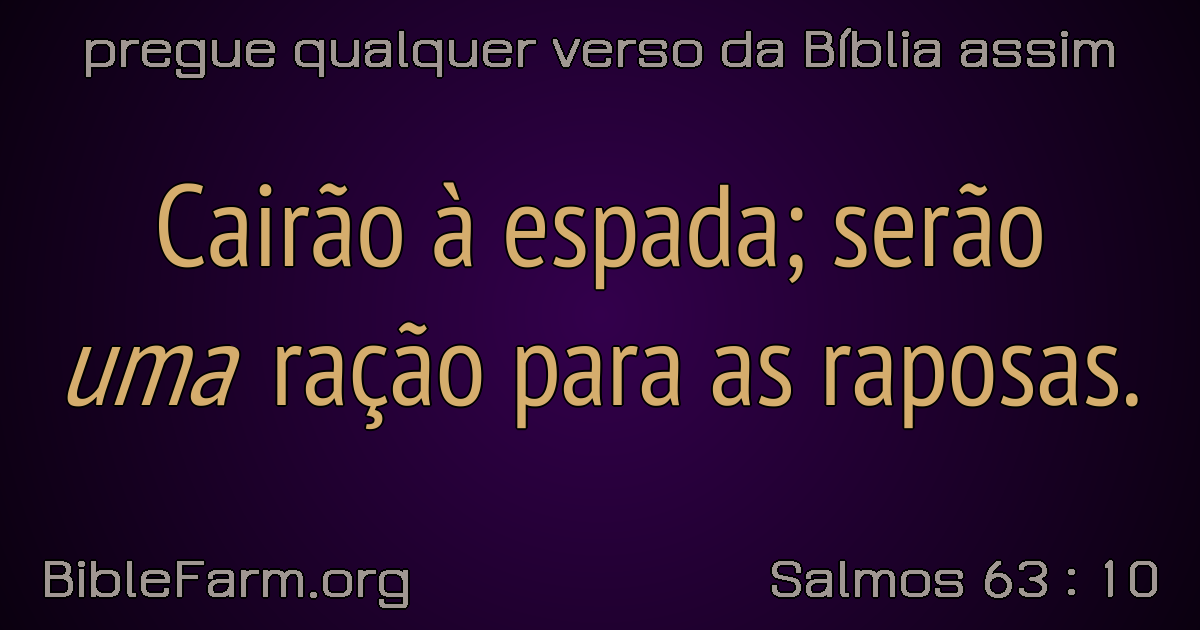 pregue qualquer verso da Bíblia assim
Cairão à espada; serão
uma ração para as raposas.
BibleFarm.org
Salmos 63 : 10